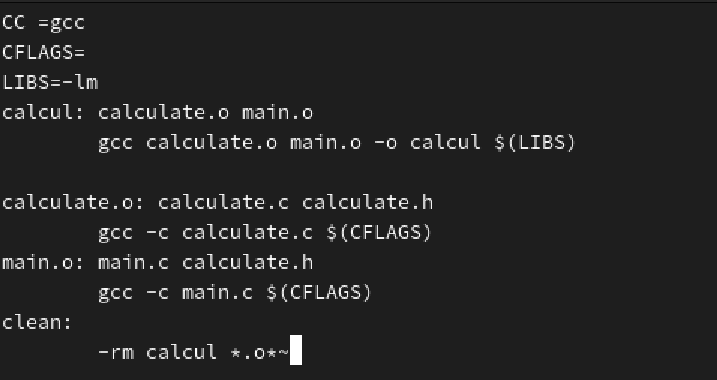 CC =gcc
CFLAGS=
LIBS=-lm
calcul: calculate.o main.o
        gcc calculate.o main.o -o calcul $(LIBS)

calculate.o: calculate.c calculate.h
        gcc -c calculate.c $(CFLAGS)
main.o: main.c calculate.h
        gcc -c main.c $(CFLAGS)
clean:
        -rm calcul *.o*~